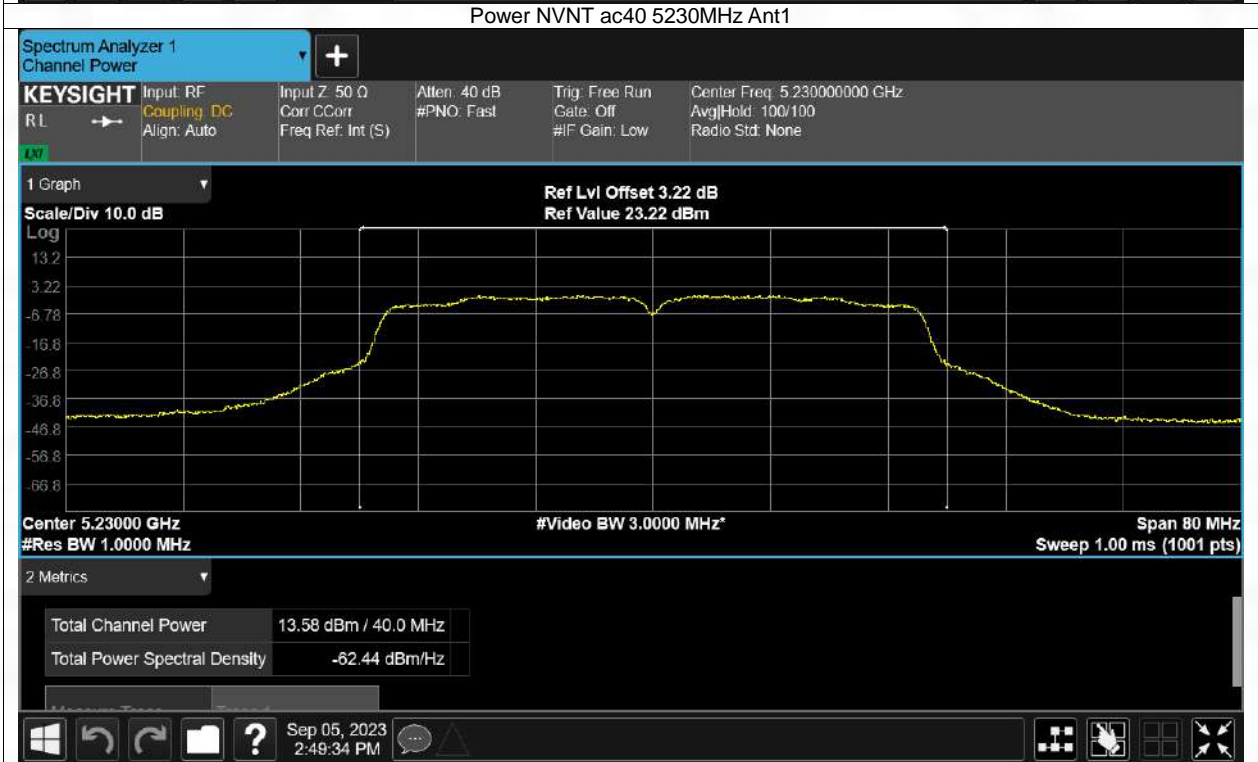 Power NVNT ac40 5230MHz Ant1
Spectrum Analyzer 1
Channel Power
KEYSIGHT
RL
LXI
Input: RF
Coupling: DC
Align: Auto
Input Z: 50 Ω
Corr CCorr
Freq Ref: Int (S)
Atten: 40 dB
#PNO: Fast
Trig: Free Run
Gate: Off
#IF Gain: Low
Center Freq: 5.230000000 GHz
Avg|Hold: 100/100
Radio Std: None
1 Graph
Scale/Div 10.0 dB
Ref Lvl Offset 3.22 dB
Ref Value 23.22 dBm
Log
13.2
3.22
-6.78
-16.8
-26.8
-36.8
-46.8
-56.8
-66.8
Center 5.23000 GHz
#Video BW 3.0000 MHz*
Span 80 MHz
#Res BW 1.0000 MHz
Sweep 1.00 ms (1001 pts)
2 Metrics
Total Channel Power 13.58 dBm / 40.0 MHz
Total Power Spectral Density -62.44 dBm/Hz
?
Sep 05, 2023
2:49:34 PM